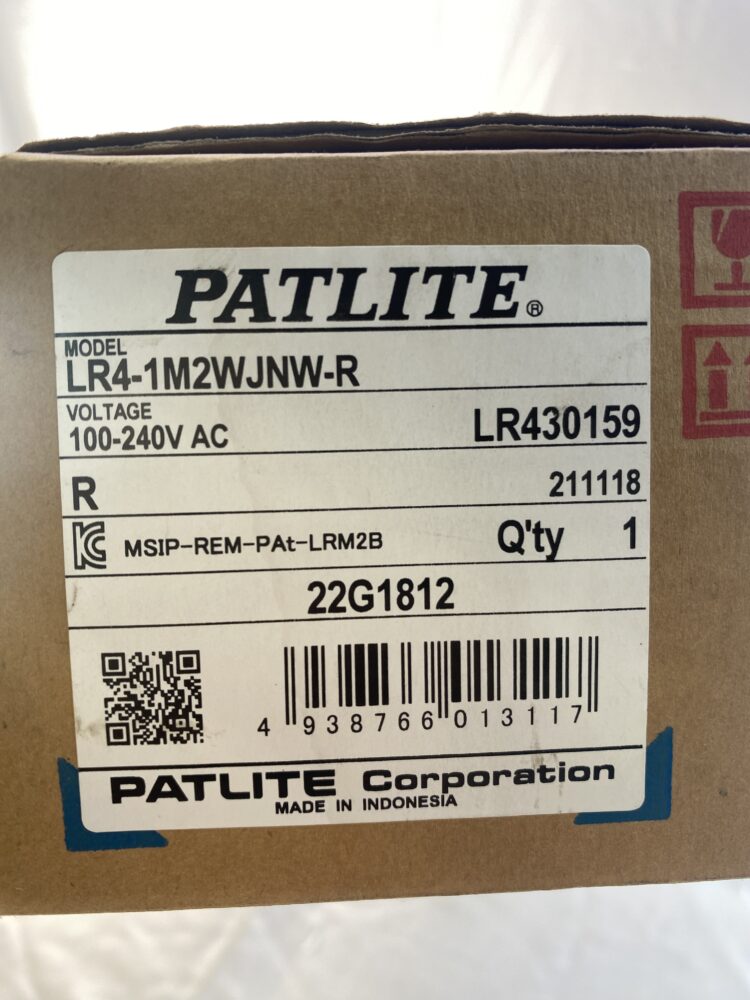 PATLITE®
MODEL
LR4-1M2WJNW-R
VOLTAGE
100-240V AC LR430159
R 211118
MSIP-REM-PAt-LRM2B Q'ty 1
22G1812
4 938766 013117
PATLITE Corporation
MADE IN INDONESIA